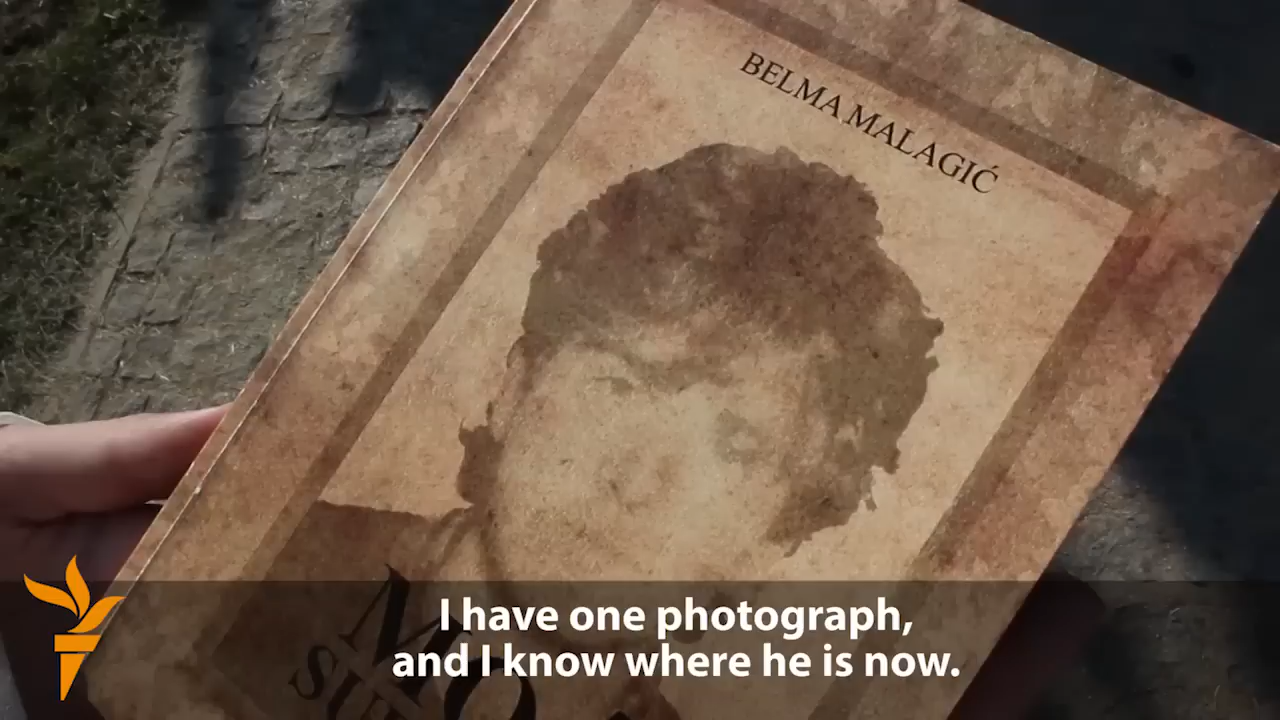 BELMA MALAGIĆ
I have one photograph,
and I know where he is now.